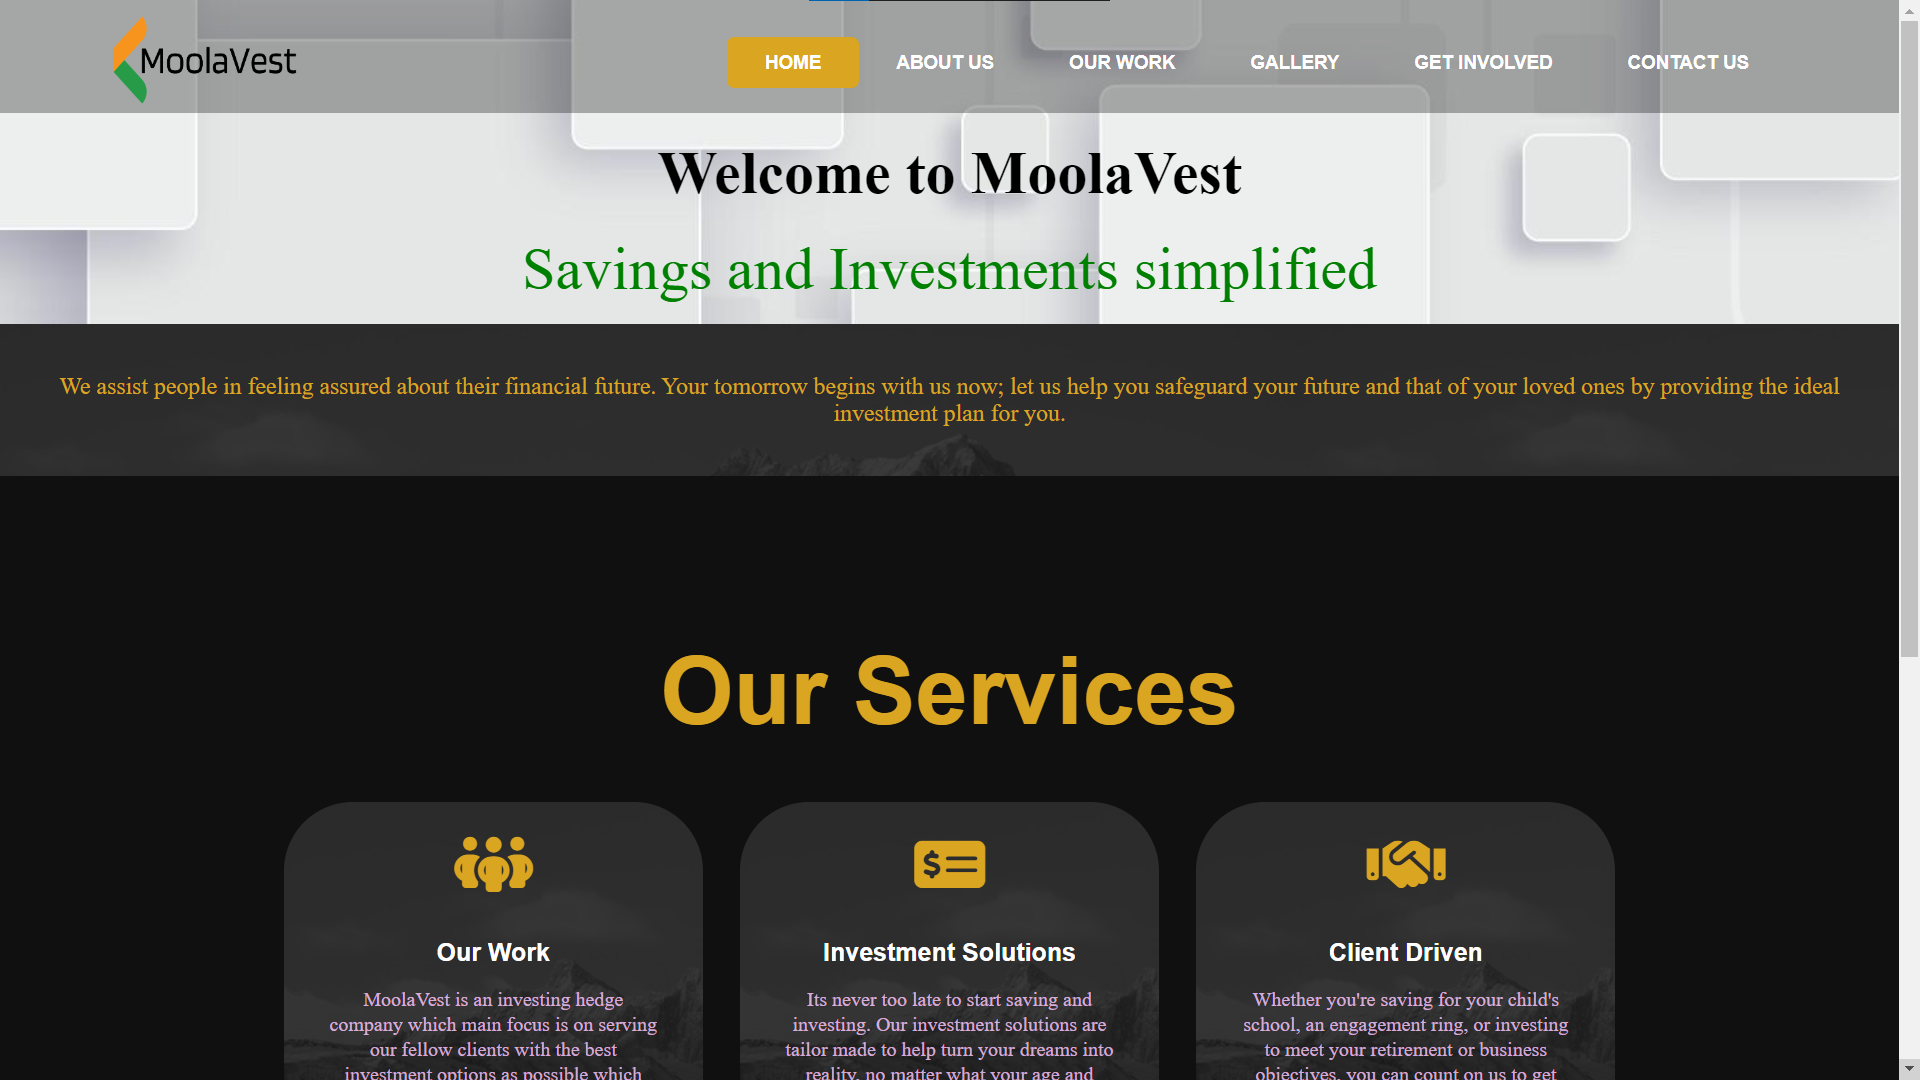 MoolaVest
HOME
ABOUT US
OUR WORK
GALLERY
GET INVOLVED
CONTACT US
Welcome to MoolaVest
Savings and Investments simplified
We assist people in feeling assured about their financial future. Your tomorrow begins with us now; let us help you safeguard your future and that of your loved ones by providing the ideal
investment plan for you.
Our Services
Our Work
MoolaVest is an investing hedge
company which main focus is on serving
our fellow clients with the best
investment options as possible which
Investment Solutions
Its never too late to start saving and
investing. Our investment solutions are
tailor made to help turn your dreams into
reality, no matter what your age and
Client Driven
Whether you're saving for your child's
school, an engagement ring, or investing
to meet your retirement or business
objectives, you can count on us to get